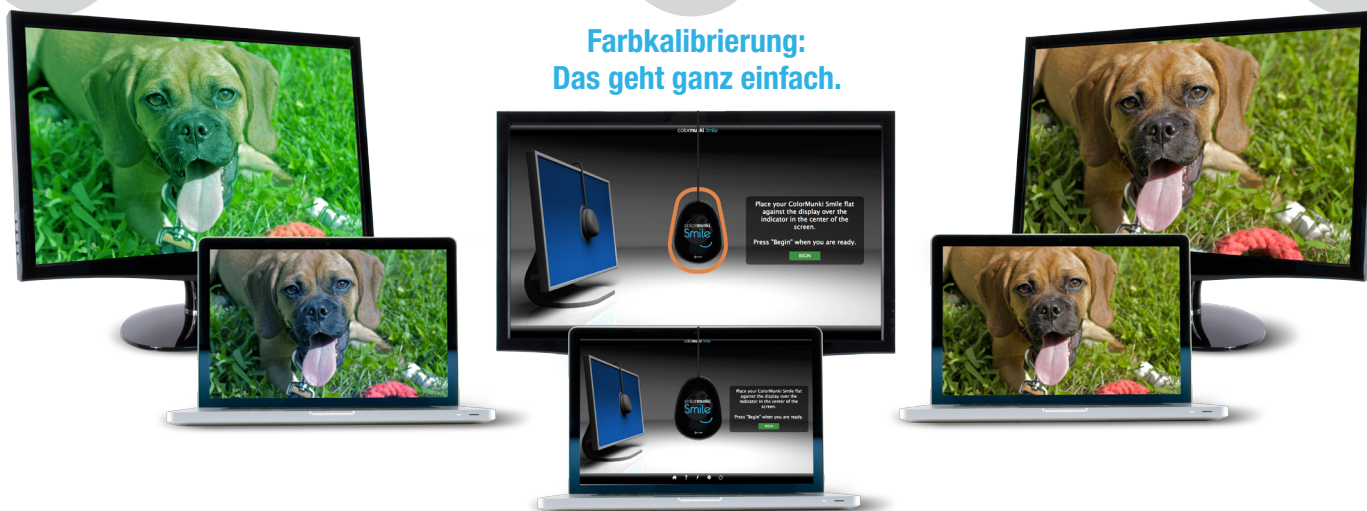 Farbkalibrierung:
Das geht ganz einfach.
colormunki Smile
colormunki
Smile
Place your ColorMunki Smile flat
against the display over the
indicator in the center of the
screen.
Press "Begin" when you are ready.
BEGIN
colormunki Smile
colormunki
Smile
Place your ColorMunki Smile flat
against the display over the
indicator in the center of the
screen.
Press "Begin" when you are ready.
BEGIN